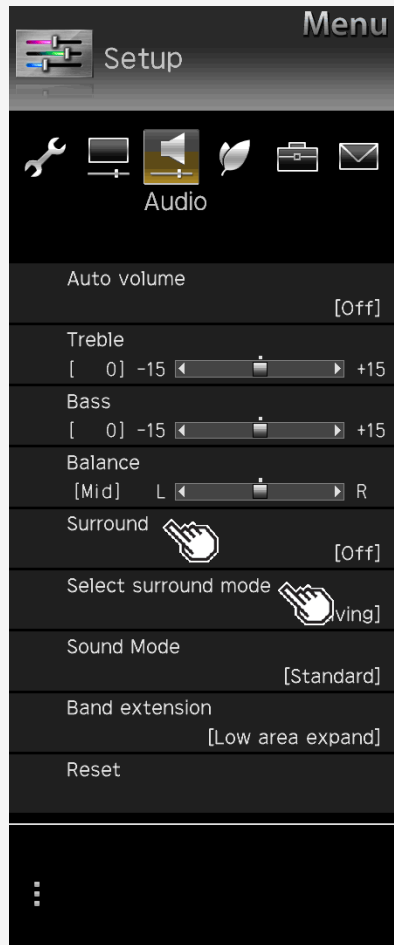 Menu
Setup
Audio
Auto volume
[Off]
Treble
[ 0] -15 +15
Bass
[ 0] -15 +15
Balance
[Mid] L R
Surround
[Off]
Select surround mode
ving]
Sound Mode
[Standard]
Band extension
[Low area expand]
Reset